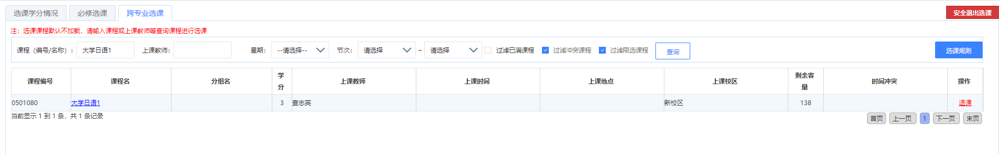 选课学分情况 必修选课 跨专业选课 安全退出选课
注：选课课程默认不加载，请输入课程或上课教师等查询课程进行选课
课程（编号/名称）: 大学日语1 上课教师: 星期: --请选择-- 节次: 请选择 ~ 请选择 过滤已满课程 过滤冲突课程 过滤限选课程 查询 选课规则
课程编号 课程名 分组名 学分 上课教师 上课时间 上课地点 上课校区 剩余容量 时间冲突 操作
0501080 大学日语1 3 查志英 新校区 138 退课
当前显示 1 到 1 条，共 1 条记录 首页 上一页 1 下一页 末页